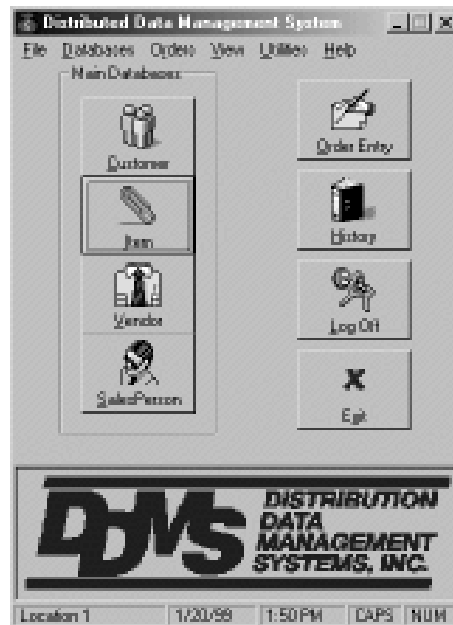 Distributed Data Management System
File Databases Orders View Utilities Help
Main Databases
Customer
Item
Vendor
SalesPerson
Order Entry
History
Log Off
Exit
DDMS
DISTRIBUTION
DATA
MANAGEMENT
SYSTEMS, INC.
Location 1 1/20/99 1:50 PM CAPS NUM